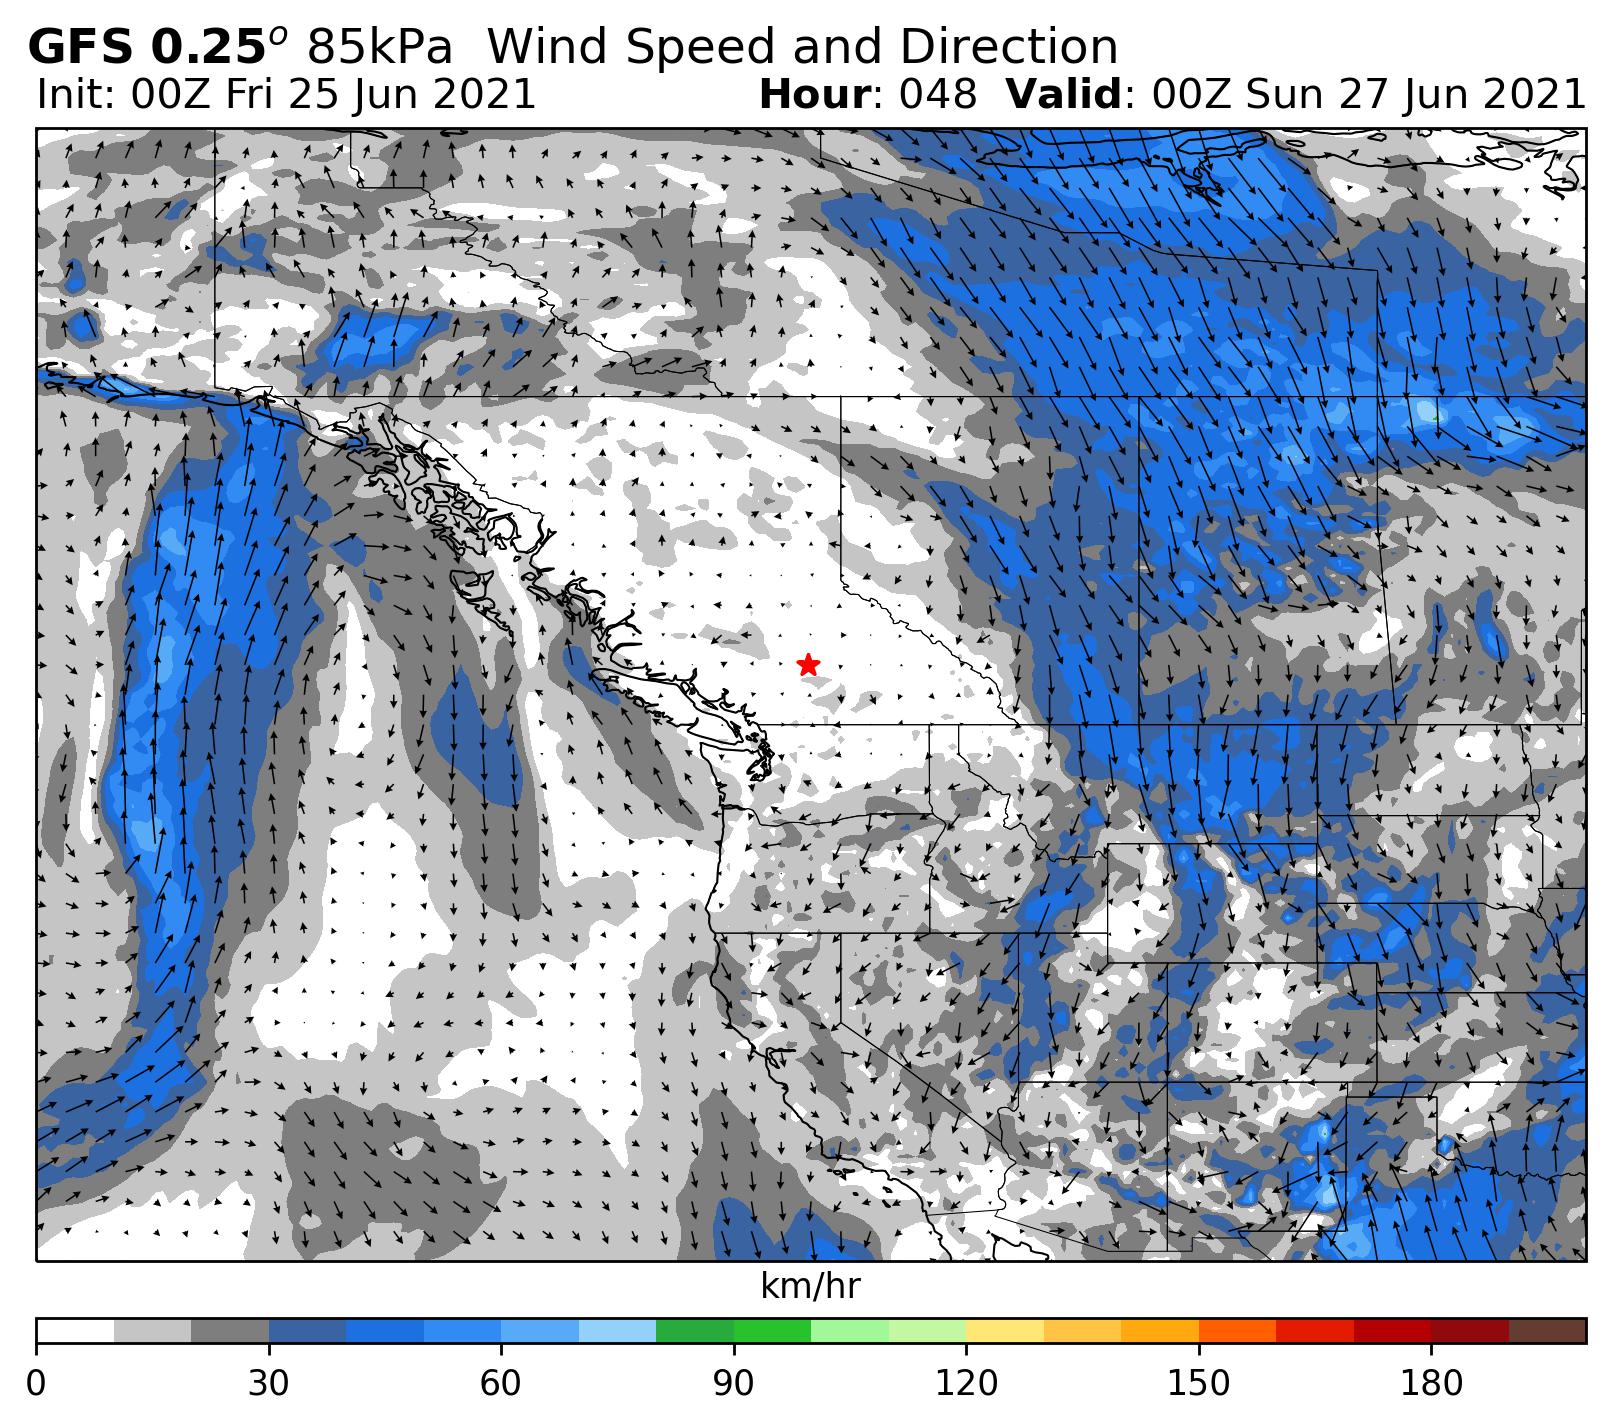 GFS 0.25° 85kPa Wind Speed and Direction
Init: 00Z Fri 25 Jun 2021 Hour: 048 Valid: 00Z Sun 27 Jun 2021
km/hr
0 30 60 90 120 150 180